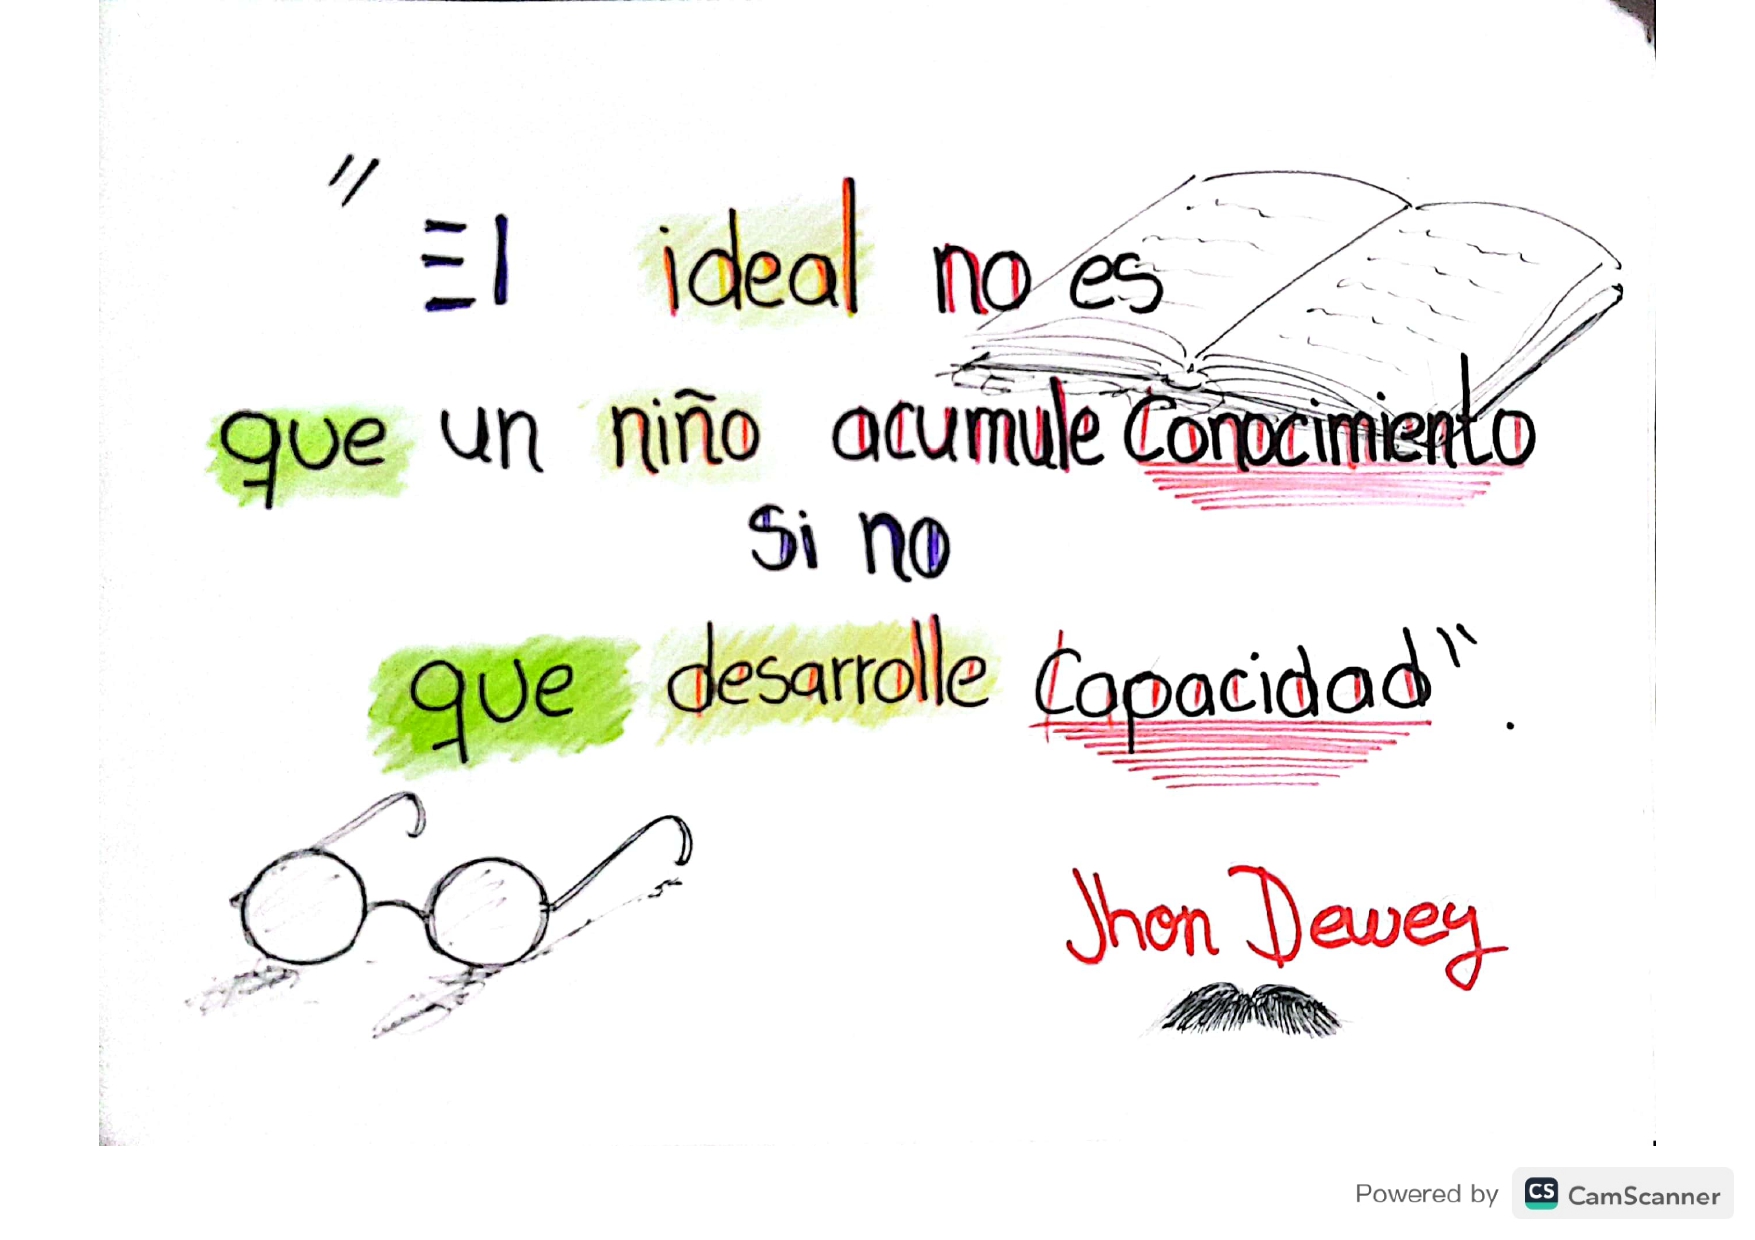 "El ideal no es
que un niño acumule Conocimiento
si no
que desarrolle Capacidad".
Jhon Dewey
Powered by CS CamScanner